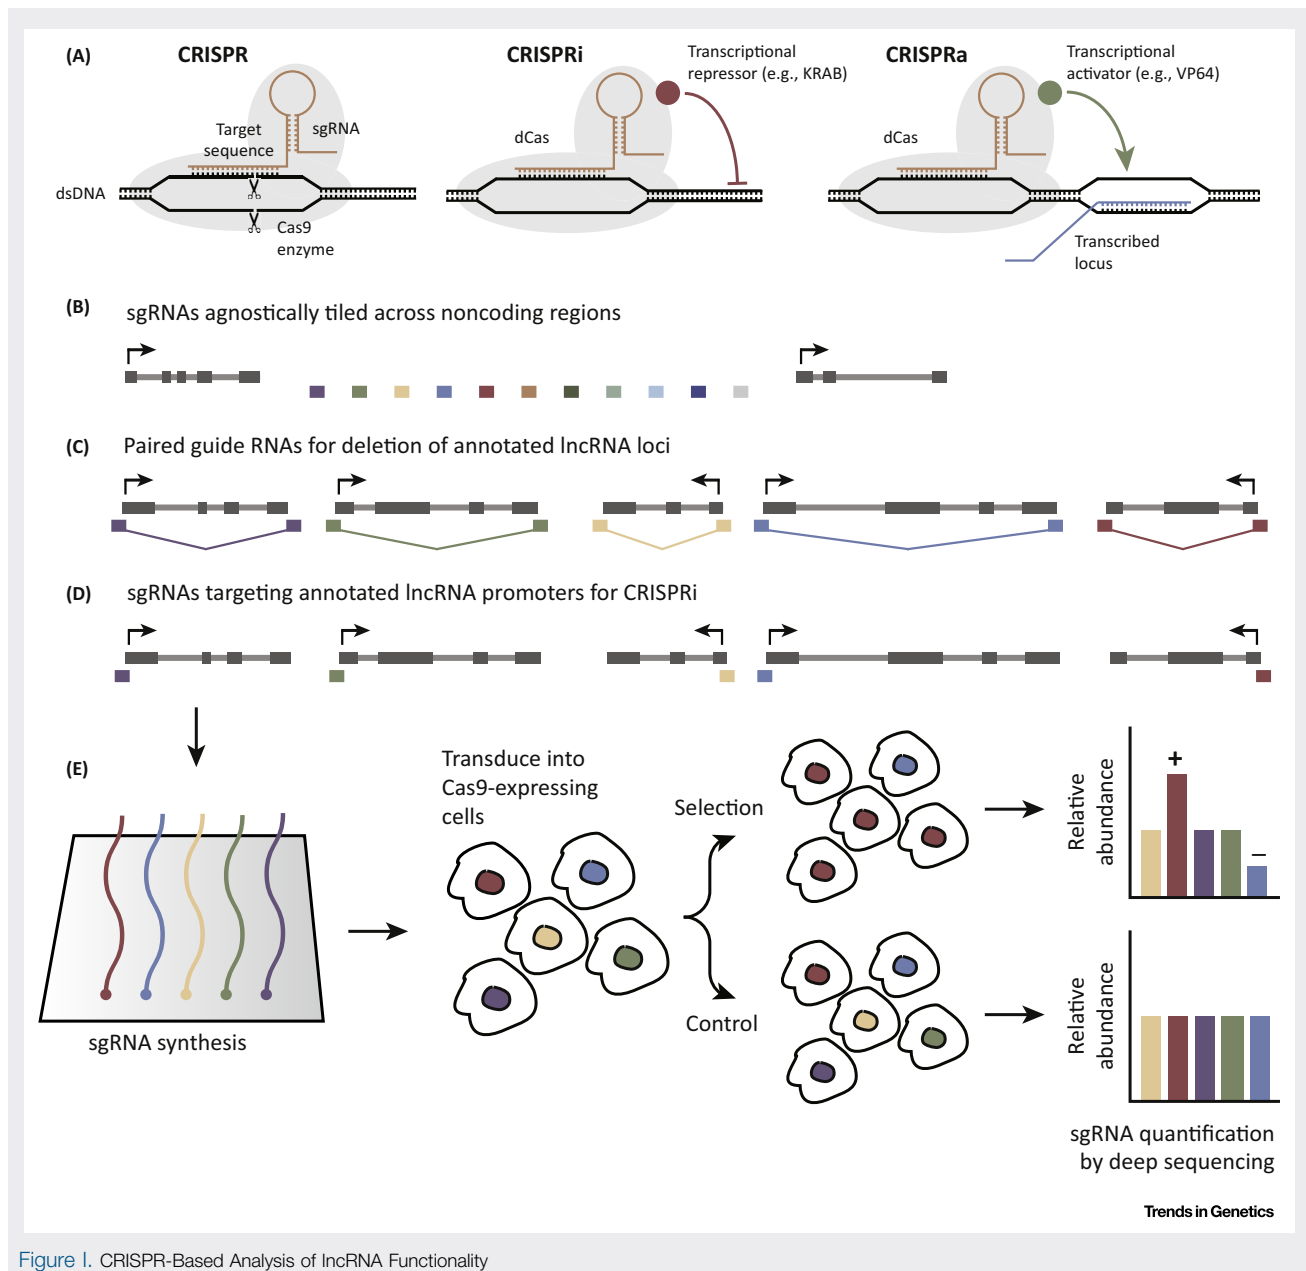 (A)
CRISPR
CRISPRi
Transcriptional
repressor (e.g., KRAB)
CRISPRa
Transcriptional
activator (e.g., VP64)
Target
sequence
sgRNA
dCas
dCas
dsDNA
Cas9
enzyme
Transcribed
locus
(B)
sgRNAs agnostically tiled across noncoding regions
(C)
Paired guide RNAs for deletion of annotated lncRNA loci
(D)
sgRNAs targeting annotated lncRNA promoters for CRISPRi
(E)
Transduce into
Cas9-expressing
cells
Selection
Control
sgRNA synthesis
Relative
abundance
+
–
Relative
abundance
sgRNA quantification
by deep sequencing
Trends in Genetics
Figure I. CRISPR-Based Analysis of lncRNA Functionality